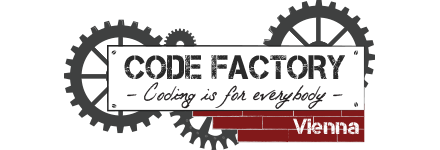 CODE FACTORY
- Coding is for everybody -
Vienna